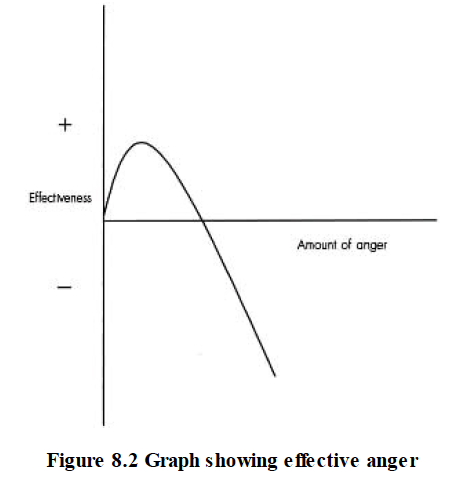 +
Effectiveness
Amount of anger
−
Figure 8.2 Graph showing effective anger